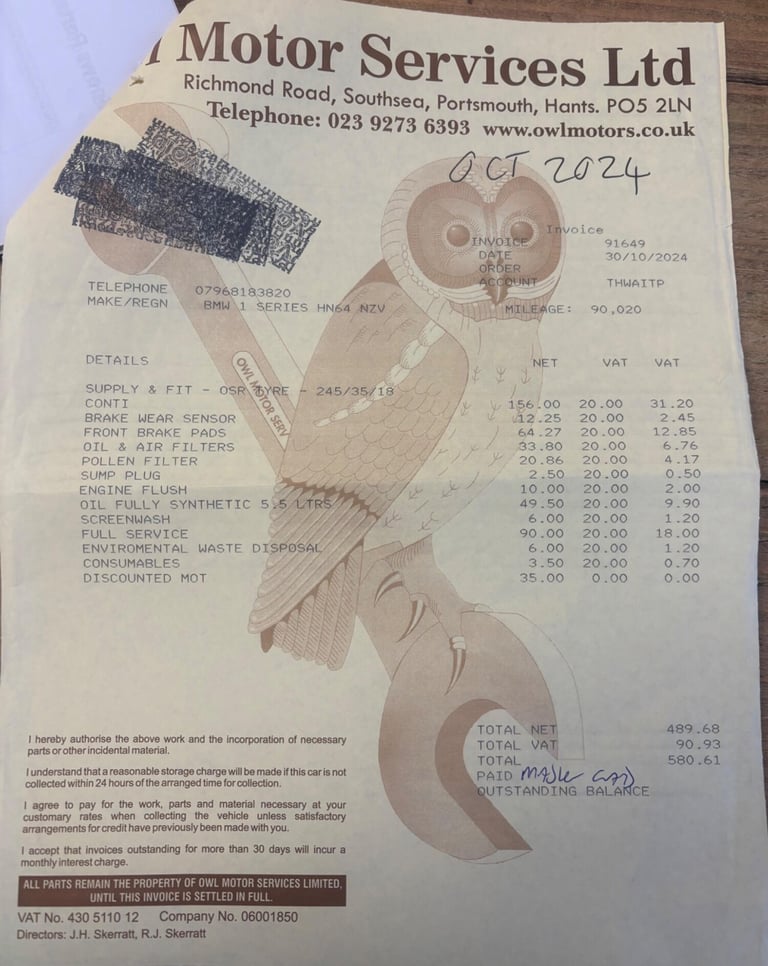 Motor Services Ltd
Richmond Road, Southsea, Portsmouth, Hants. PO5 2LN
Telephone: 023 9273 6393 www.owlmotors.co.uk
OCT 2024
Invoice
INVOICE 91649
DATE 30/10/2024
ORDER
ACCOUNT THWAITP
TELEPHONE 07968183820
MAKE/REGN BMW 1 SERIES HN64 NZV
MILEAGE: 90,020
DETAILS NET VAT VAT
SUPPLY & FIT - OSR TYRE - 245/35/18
CONTI 156.00 20.00 31.20
BRAKE WEAR SENSOR 12.25 20.00 2.45
FRONT BRAKE PADS 64.27 20.00 12.85
OIL & AIR FILTERS 33.80 20.00 6.76
POLLEN FILTER 20.86 20.00 4.17
SUMP PLUG 2.50 20.00 0.50
ENGINE FLUSH 10.00 20.00 2.00
OIL FULLY SYNTHETIC 5.5 LTRS 49.50 20.00 9.90
SCREENWASH 6.00 20.00 1.20
FULL SERVICE 90.00 20.00 18.00
ENVIROMENTAL WASTE DISPOSAL 6.00 20.00 1.20
CONSUMABLES 3.50 20.00 0.70
DISCOUNTED MOT 35.00 0.00 0.00
OWL MOTOR SERV
TOTAL NET 489.68
TOTAL VAT 90.93
TOTAL 580.61
PAID
OUTSTANDING BALANCE
I hereby authorise the above work and the incorporation of necessary
parts or other incidental material.
I understand that a reasonable storage charge will be made if this car is not
collected within 24 hours of the arranged time for collection.
I agree to pay for the work, parts and material necessary at your
customary rates when collecting the vehicle unless satisfactory
arrangements for credit have previously been made with you.
I accept that invoices outstanding for more than 30 days will incur a
monthly interest charge.
ALL PARTS REMAIN THE PROPERTY OF OWL MOTOR SERVICES LIMITED,
UNTIL THIS INVOICE IS SETTLED IN FULL.
VAT No. 430 5110 12 Company No. 06001850
Directors: J.H. Skerratt, R.J. Skerratt